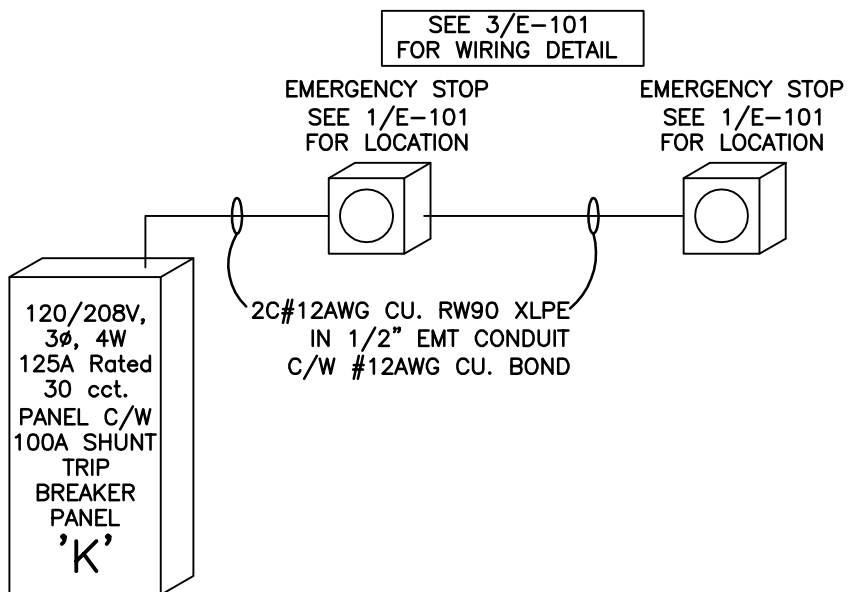 SEE 3/E-101
FOR WIRING DETAIL
EMERGENCY STOP
SEE 1/E-101
FOR LOCATION
EMERGENCY STOP
SEE 1/E-101
FOR LOCATION
2C#12AWG CU. RW90 XLPE
IN 1/2" EMT CONDUIT
C/W #12AWG CU. BOND
120/208V,
3ø, 4W
125A Rated
30 cct.
PANEL C/W
100A SHUNT
TRIP
BREAKER
PANEL
'K'